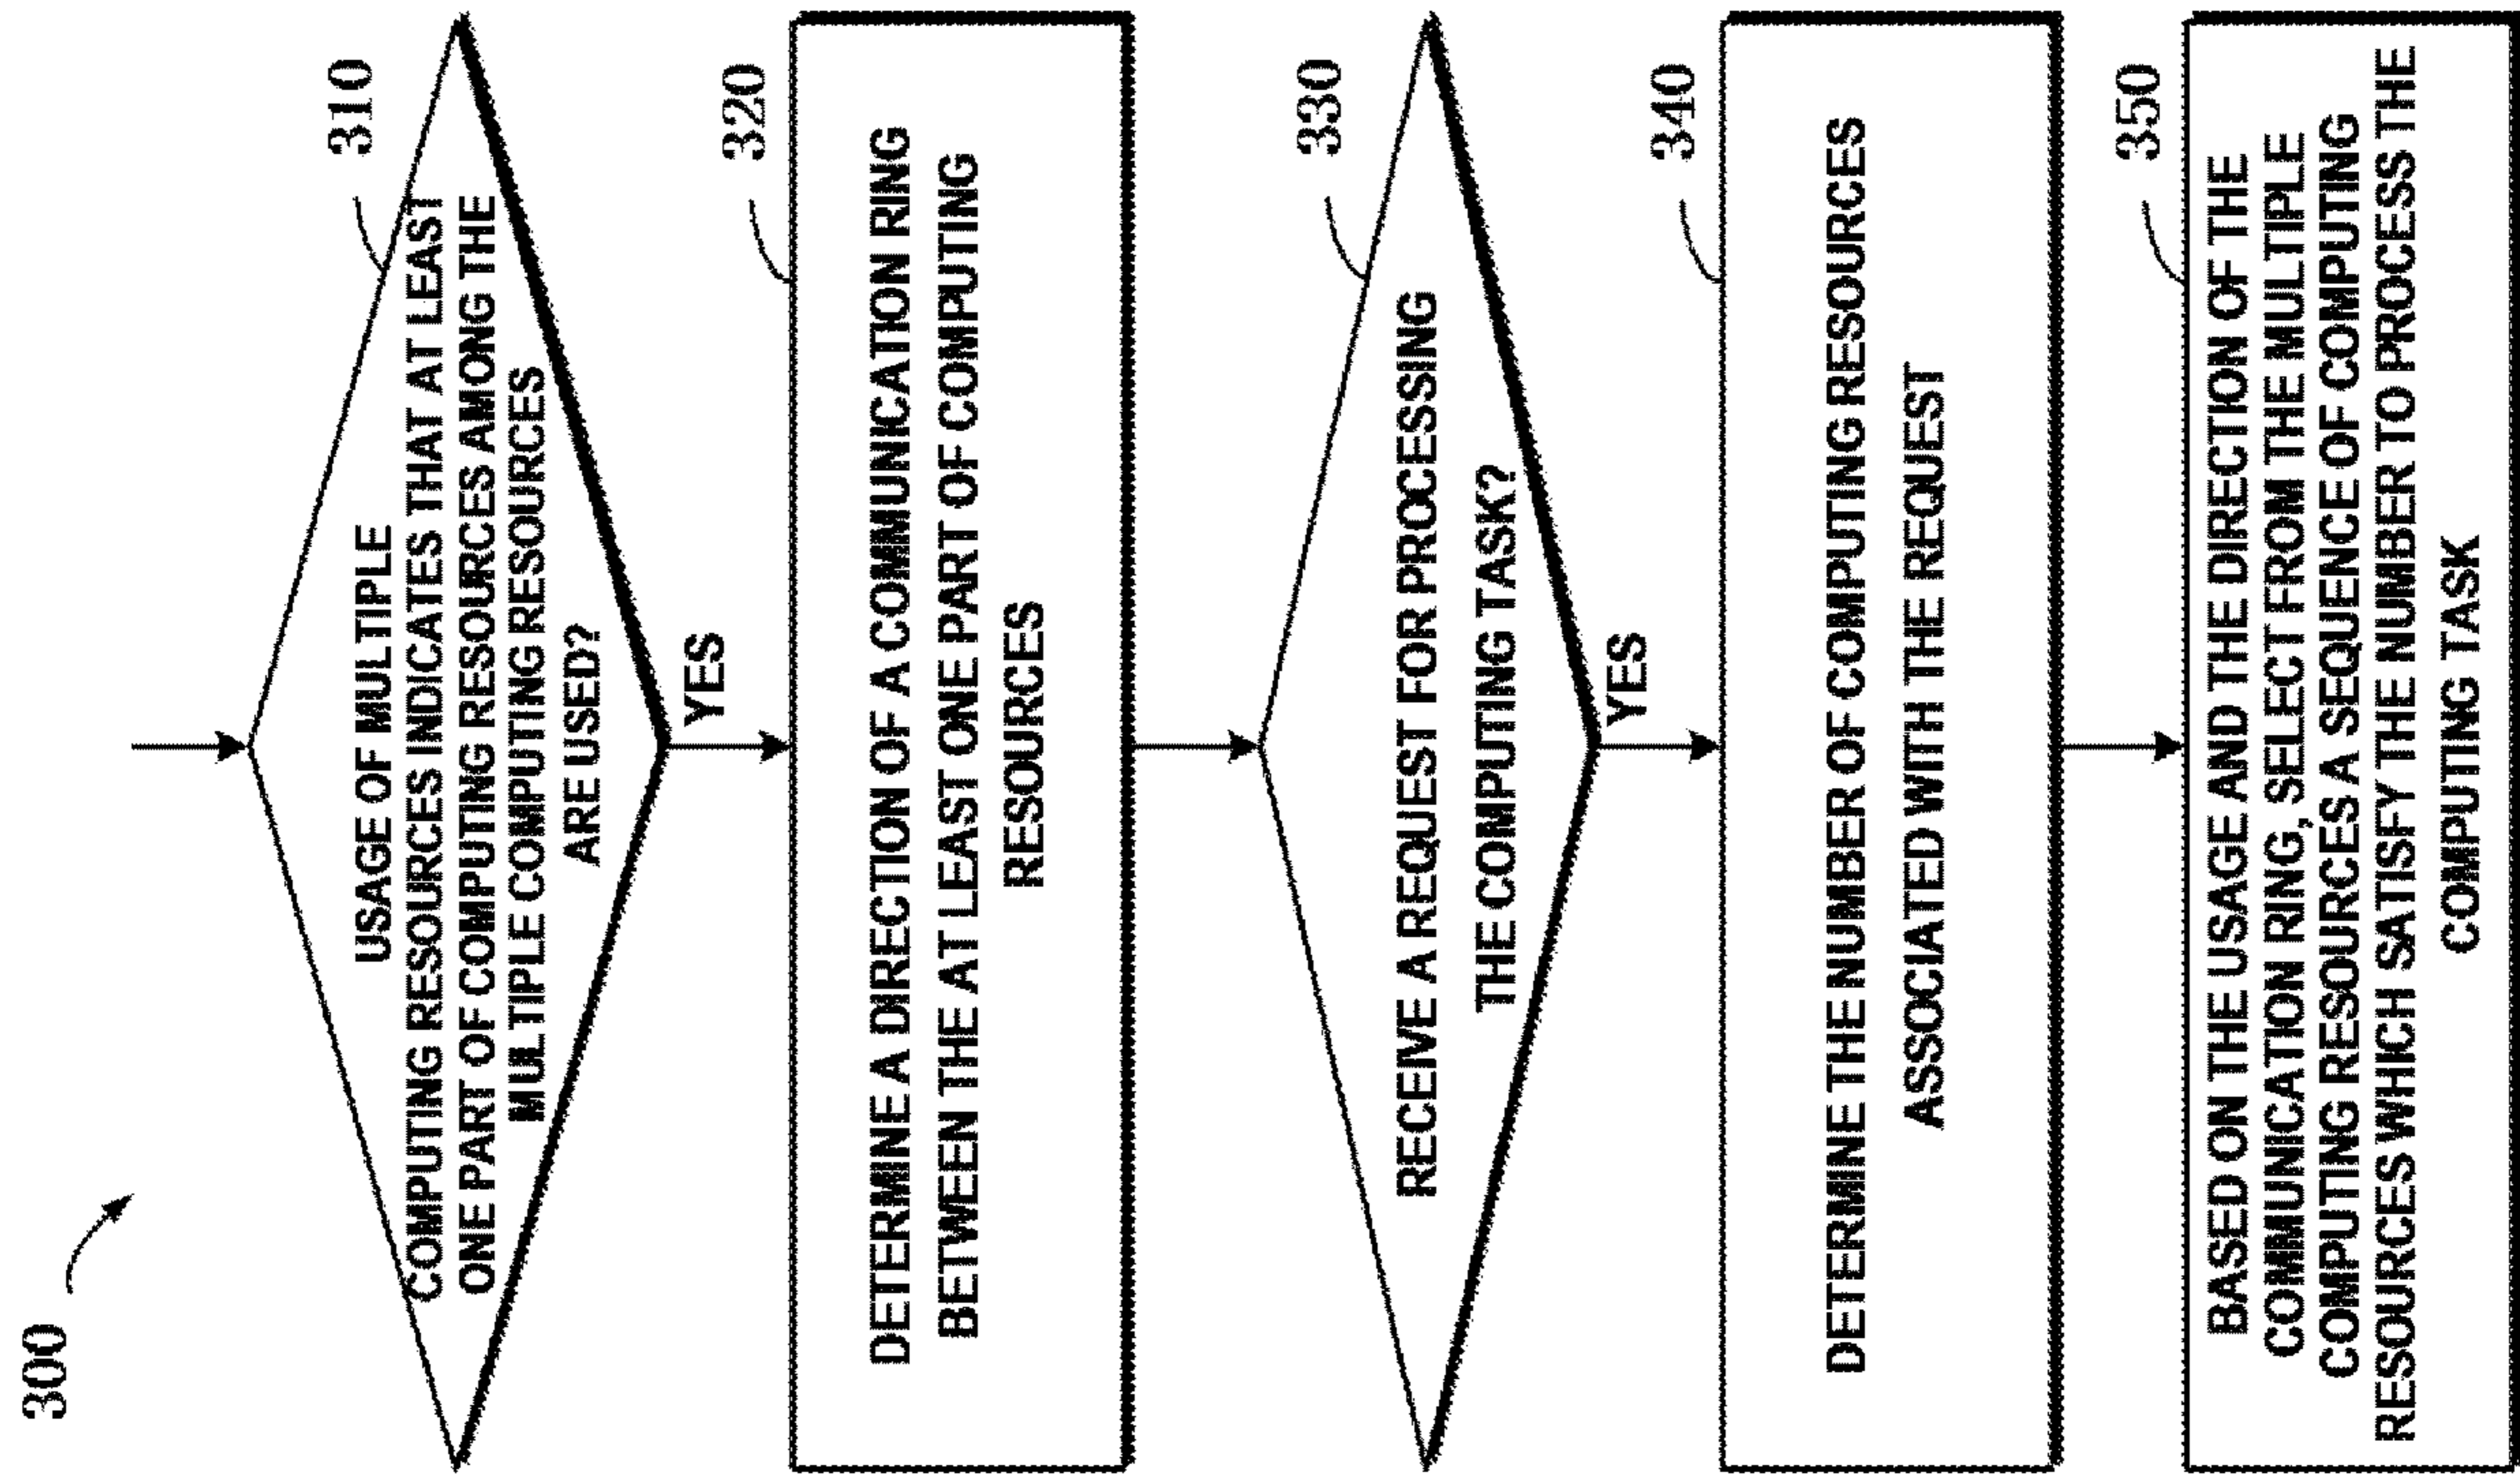 300
310
USAGE OF MULTIPLE
COMPUTING RESOURCES INDICATES THAT AT LEAST
ONE PART OF COMPUTING RESOURCES AMONG THE
MULTIPLE COMPUTING RESOURCES
ARE USED?
YES
320
DETERMINE A DIRECTION OF A COMMUNICATION RING
BETWEEN THE AT LEAST ONE PART OF COMPUTING
RESOURCES
330
RECEIVE A REQUEST FOR PROCESSING
THE COMPUTING TASK?
YES
340
DETERMINE THE NUMBER OF COMPUTING RESOURCES
ASSOCIATED WITH THE REQUEST
350
BASED ON THE USAGE AND THE DIRECTION OF THE
COMMUNICATION RING, SELECT FROM THE MULTIPLE
COMPUTING RESOURCES A SEQUENCE OF COMPUTING
RESOURCES WHICH SATISFY THE NUMBER TO PROCESS THE
COMPUTING TASK